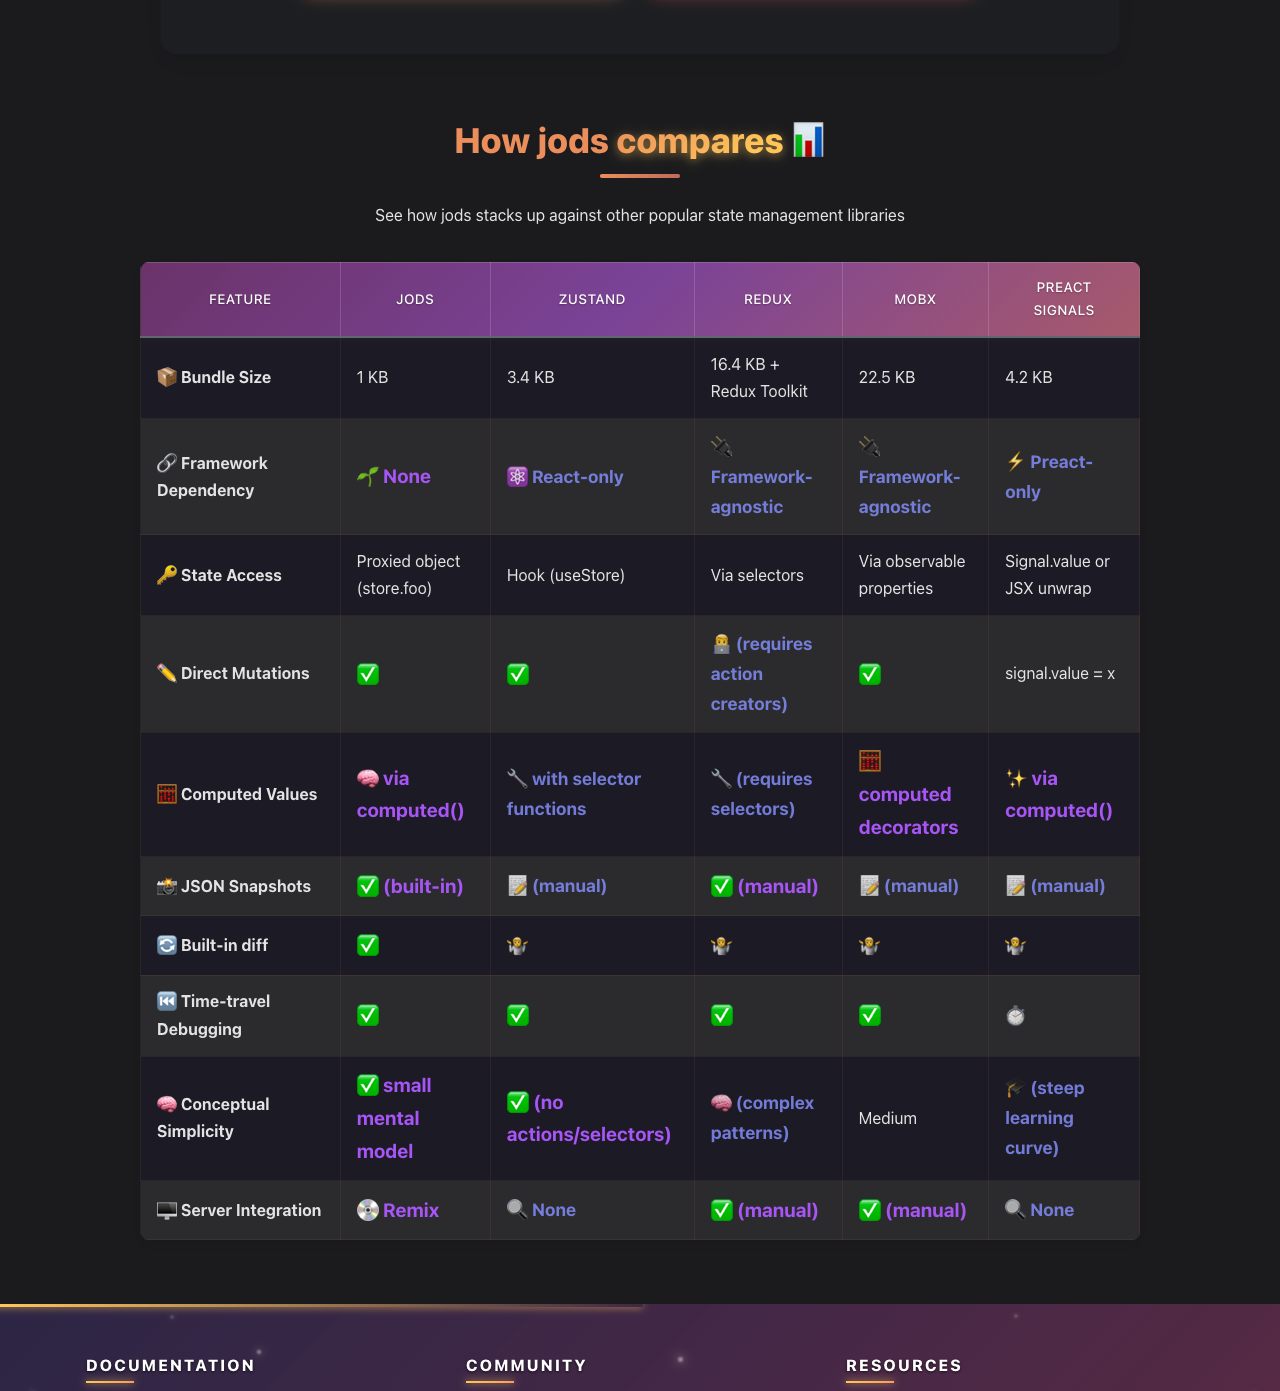 How jods compares 📊
See how jods stacks up against other popular state management libraries
FEATURE
JODS
ZUSTAND
REDUX
MOBX
PREACT
SIGNALS
📦 Bundle Size
1 KB
3.4 KB
16.4 KB +
Redux Toolkit
22.5 KB
4.2 KB
🔗 Framework
Dependency
🌱 None
⚛️ React-only
🔌
Framework-
agnostic
🔌
Framework-
agnostic
⚡ Preact-
only
🔑 State Access
Proxied object
(store.foo)
Hook (useStore)
Via selectors
Via observable
properties
Signal.value or
JSX unwrap
✏️ Direct Mutations
✅
✅
👨‍💻 (requires
action
creators)
✅
signal.value = x
🧮 Computed Values
🧠 via
computed()
🔧 with selector
functions
🔧 (requires
selectors)
🧮
computed
decorators
✨ via
computed()
📸 JSON Snapshots
✅ (built-in)
📝 (manual)
✅ (manual)
📝 (manual)
📝 (manual)
🔄 Built-in diff
✅
🤷
🤷
🤷
🤷
⏮️ Time-travel
Debugging
✅
✅
✅
✅
⏱️
🧠 Conceptual
Simplicity
✅ small
mental
model
✅ (no
actions/selectors)
🧠 (complex
patterns)
Medium
🎓 (steep
learning
curve)
🖥️ Server Integration
💿 Remix
🔍 None
✅ (manual)
✅ (manual)
🔍 None
DOCUMENTATION
COMMUNITY
RESOURCES